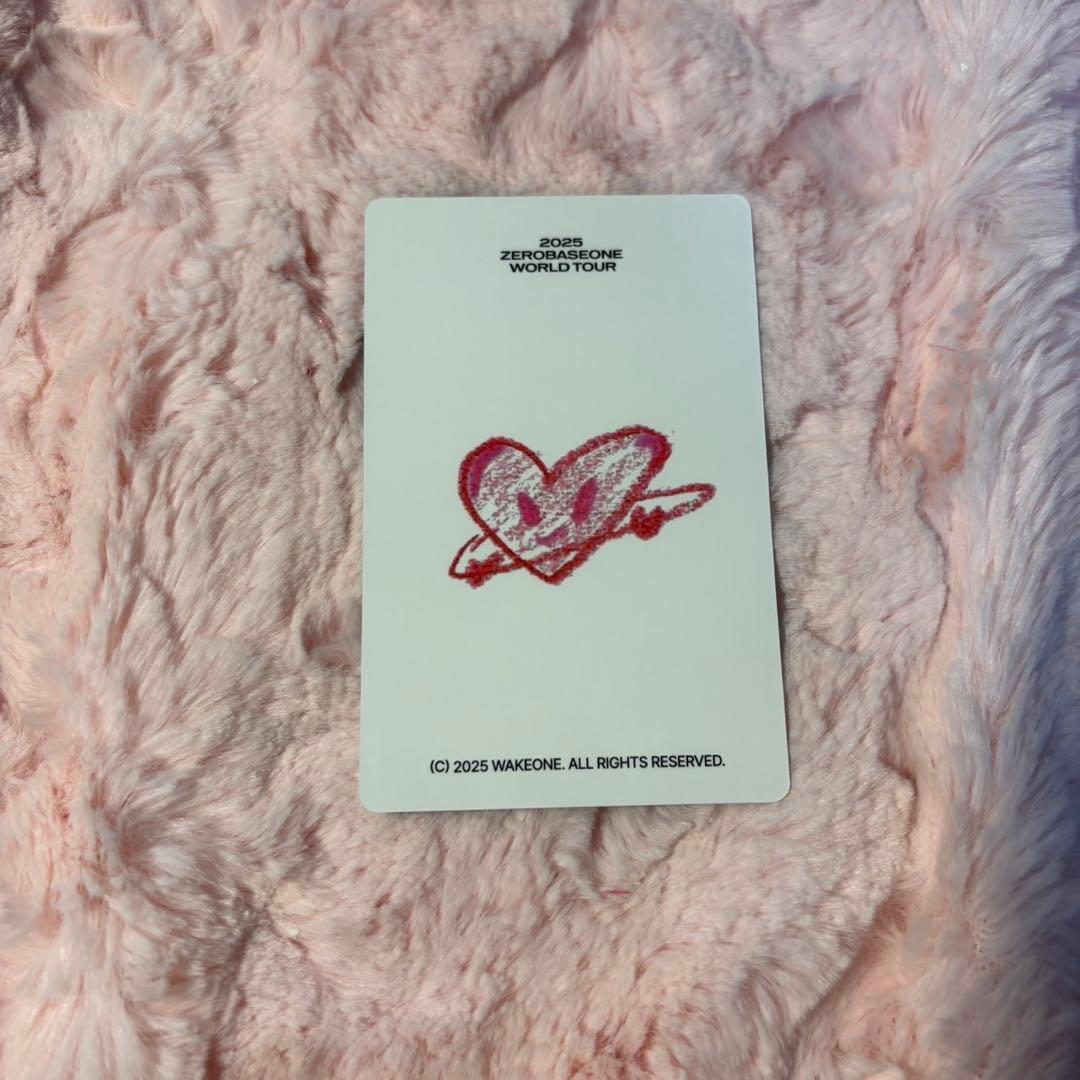 2025
ZEROBASEONE
WORLD TOUR
(C) 2025 WAKEONE. ALL RIGHTS RESERVED.